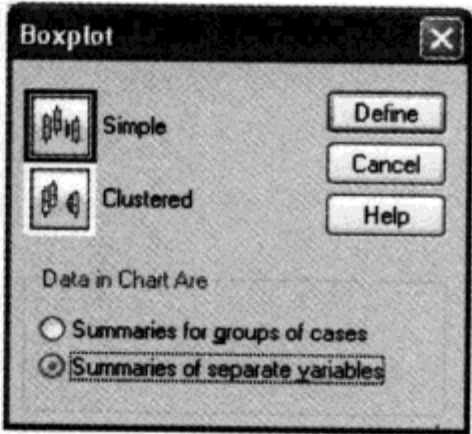 Boxplot
Simple
Define
Cancel
Clustered
Help
Data in Chart Are
Summaries for groups of cases
Summaries of separate variables